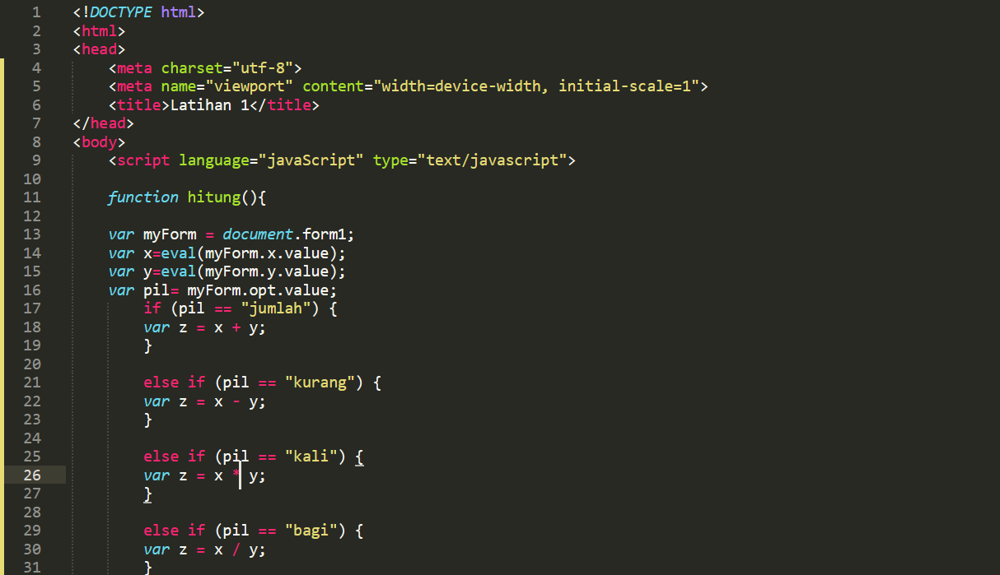 1 <!DOCTYPE html>
2 <html>
3 <head>
4 <meta charset="utf-8">
5 <meta name="viewport" content="width=device-width, initial-scale=1">
6 <title>Latihan 1</title>
7 </head>
8 <body>
9 <script language="javaScript" type="text/javascript">
10
11 function hitung(){
12
13 var myForm = document.form1;
14 var x=eval(myForm.x.value);
15 var y=eval(myForm.y.value);
16 var pil= myForm.opt.value;
17 if (pil == "jumlah") {
18 var z = x + y;
19 }
20
21 else if (pil == "kurang") {
22 var z = x - y;
23 }
24
25 else if (pil == "kali") {
26 var z = x * y;
27 }
28
29 else if (pil == "bagi") {
30 var z = x / y;
31 }